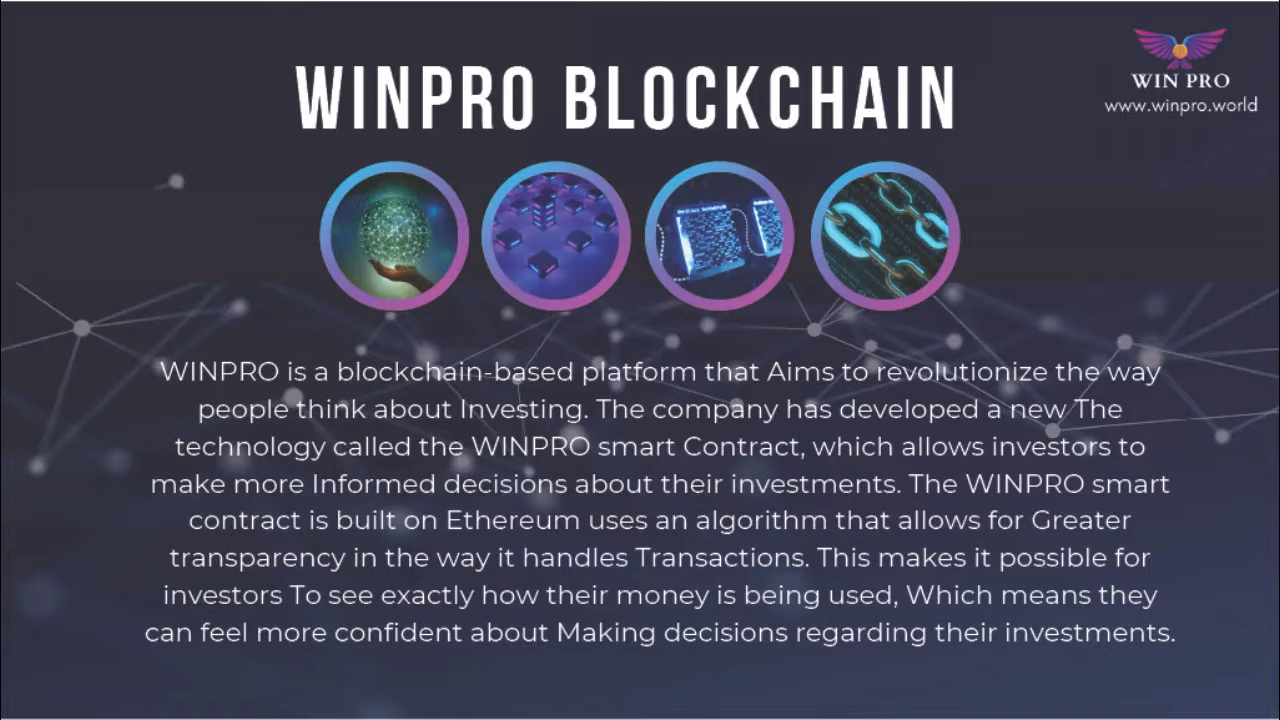 WINPRO BLOCKCHAIN
WIN PRO
www.winpro.world
WINPRO is a blockchain-based platform that Aims to revolutionize the way
people think about Investing. The company has developed a new The
technology called the WINPRO smart Contract, which allows investors to
make more Informed decisions about their investments. The WINPRO smart
contract is built on Ethereum uses an algorithm that allows for Greater
transparency in the way it handles Transactions. This makes it possible for
investors To see exactly how their money is being used, Which means they
can feel more confident about Making decisions regarding their investments.